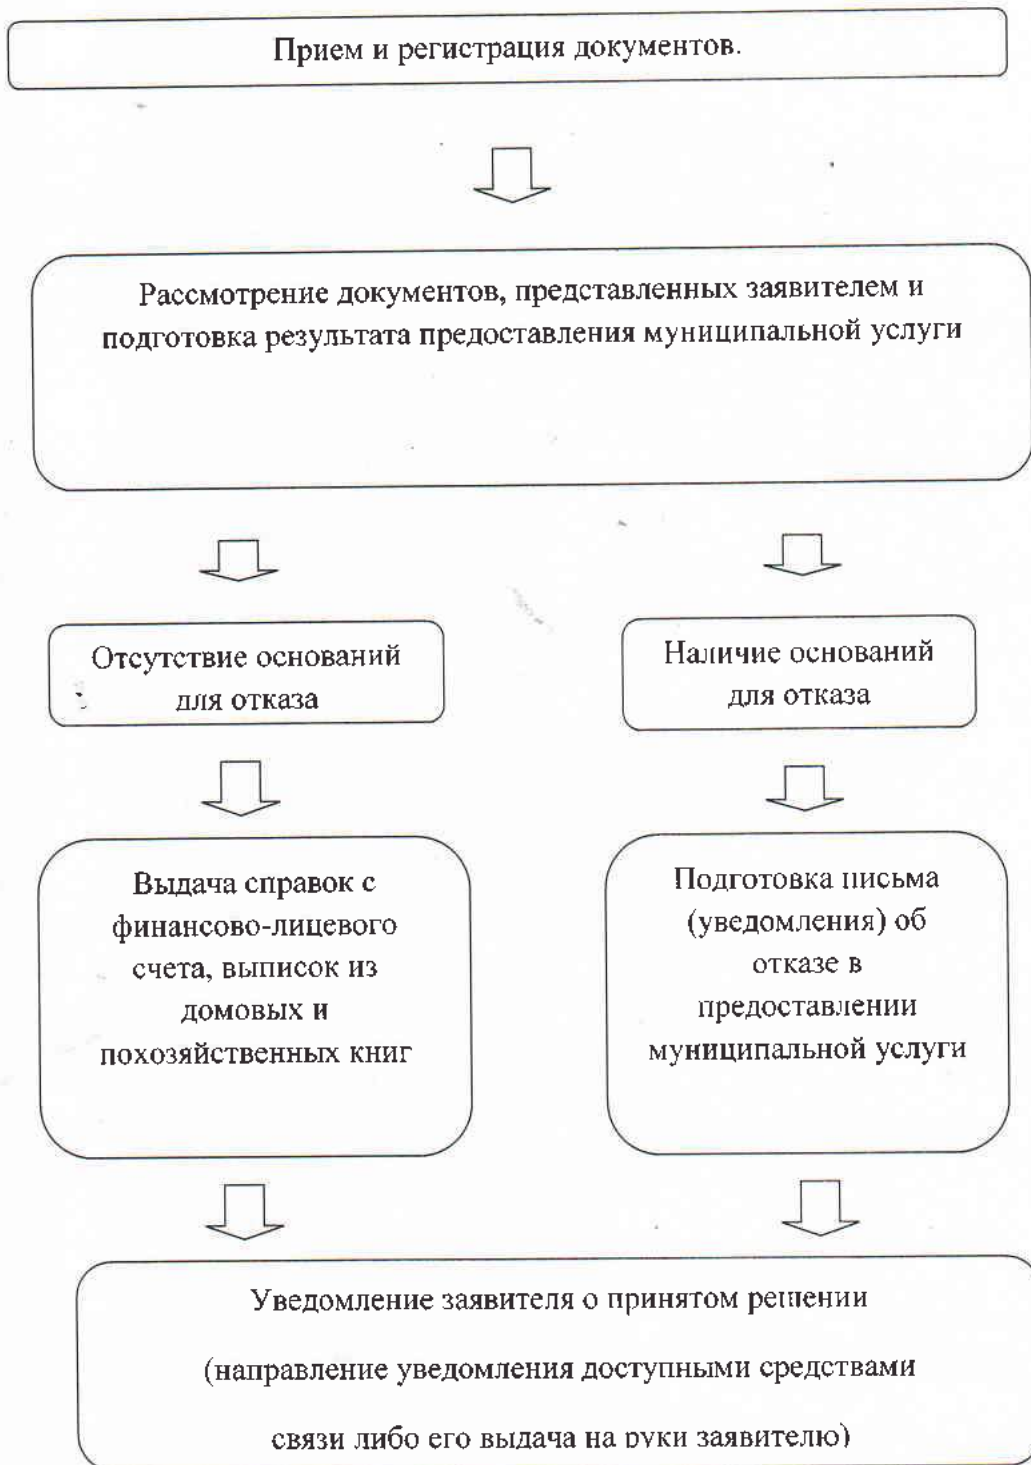 Прием и регистрация документов.
Рассмотрение документов, представленных заявителем и
подготовка результата предоставления муниципальной услуги
Отсутствие оснований
для отказа
Наличие оснований
для отказа
Выдача справок с
финансово-лицевого
счета, выписок из
домовых и
похозяйственных книг
Подготовка письма
(уведомления) об
отказе в
предоставлении
муниципальной услуги
Уведомление заявителя о принятом решении
(направление уведомления доступными средствами
связи либо его выдача на руки заявителю)